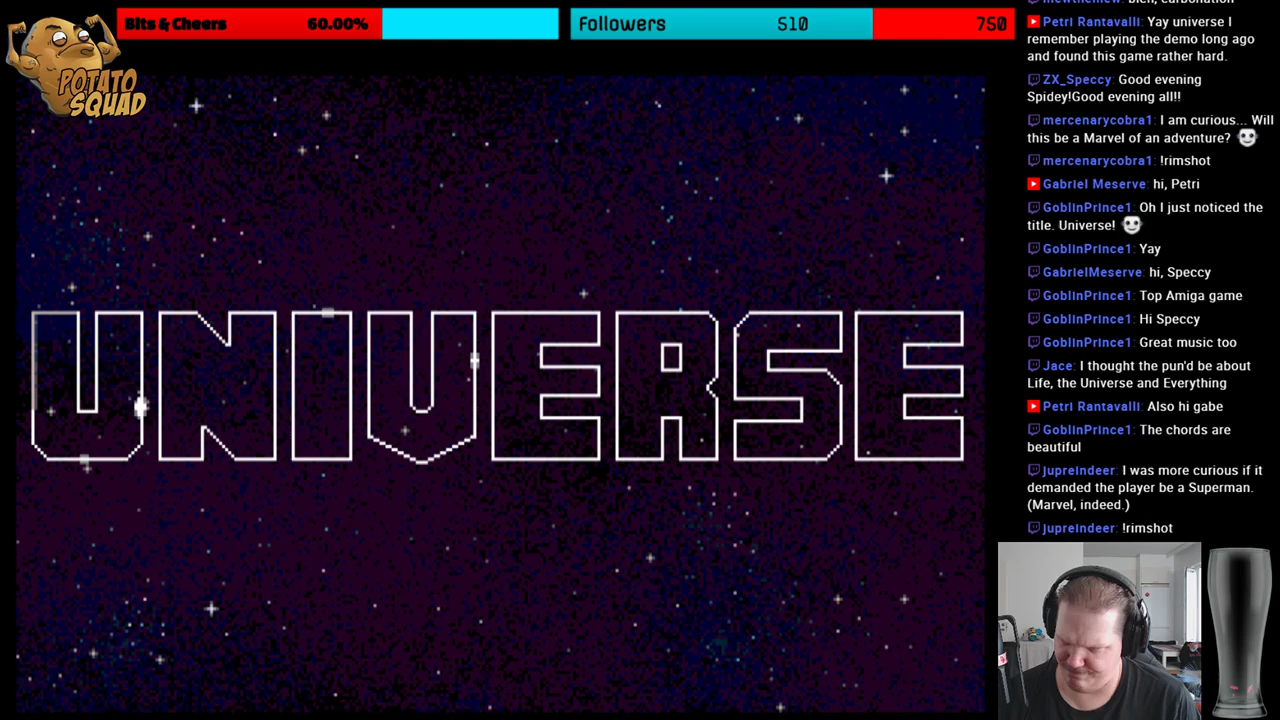 Bits & Cheers 60.00%
Followers 510 750
POTATO
SQUAD
UNIVERSE
Petri Rantavalli: Yay universe I
remember playing the demo long ago
and found this game rather hard.
ZX_Speccy: Good evening
Spidey!Good evening all!!
mercenarycobra1: I am curious... Will
this be a Marvel of an adventure?
mercenarycobra1: !rimshot
Gabriel Meserve: hi, Petri
GoblinPrince1: Oh I just noticed the
title. Universe!
GoblinPrince1: Yay
GabrielMeserve: hi, Speccy
GoblinPrince1: Top Amiga game
GoblinPrince1: Hi Speccy
GoblinPrince1: Great music too
Jace: I thought the pun'd be about
Life, the Universe and Everything
Petri Rantavalli: Also hi gabe
GoblinPrince1: The chords are
beautiful
jupreindeer: I was more curious if it
demanded the player be a Superman.
(Marvel, indeed.)
jupreindeer: !rimshot